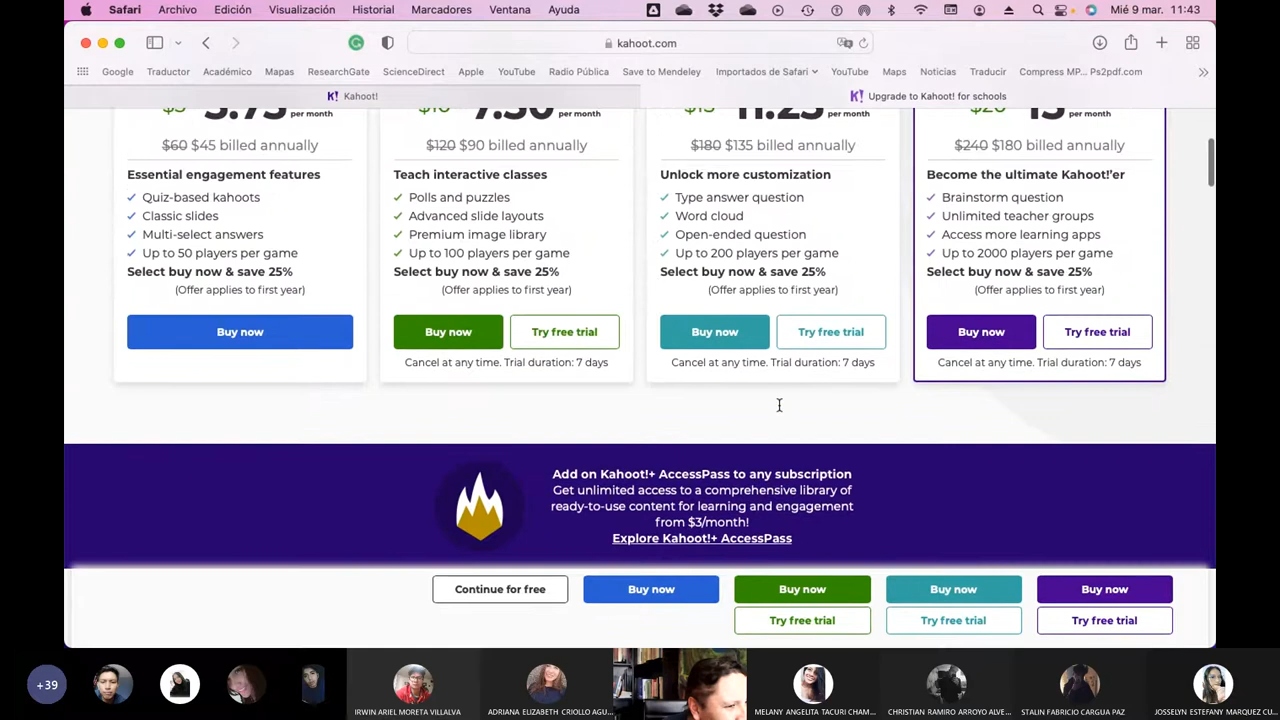 Safari Archivo Edición Visualización Historial Marcadores Ventana Ayuda Mié 9 mar. 11:43
kahoot.com
Google Traductor Académico Mapas ResearchGate ScienceDirect Apple YouTube Radio Pública Save to Mendeley Importados de Safari YouTube Maps Noticias Traducir Compress MP... Ps2pdf.com
K! Kahoot! K! Upgrade to Kahoot! for schools
$5 3.75 per month $10 7.50 per month $15 11.25 per month $20 15 per month
$60 $45 billed annually $120 $90 billed annually $180 $135 billed annually $240 $180 billed annually
Essential engagement features
Quiz-based kahoots
Classic slides
Multi-select answers
Up to 50 players per game
Select buy now & save 25%
(Offer applies to first year)
Buy now
Teach interactive classes
Polls and puzzles
Advanced slide layouts
Premium image library
Up to 100 players per game
Select buy now & save 25%
(Offer applies to first year)
Buy now Try free trial
Cancel at any time. Trial duration: 7 days
Unlock more customization
Type answer question
Word cloud
Open-ended question
Up to 200 players per game
Select buy now & save 25%
(Offer applies to first year)
Buy now Try free trial
Cancel at any time. Trial duration: 7 days
Become the ultimate Kahoot!'er
Brainstorm question
Unlimited teacher groups
Access more learning apps
Up to 2000 players per game
Select buy now & save 25%
(Offer applies to first year)
Buy now Try free trial
Cancel at any time. Trial duration: 7 days
Add on Kahoot!+ AccessPass to any subscription
Get unlimited access to a comprehensive library of
ready-to-use content for learning and engagement
from $3/month!
Explore Kahoot!+ AccessPass
Continue for free Buy now Buy now Buy now Buy now
Try free trial Try free trial Try free trial
+39
IRWIN ARIEL MORETA VILLALVA ADRIANA ELIZABETH CRIOLLO AGU... MELANY ANGELITA TACURI CHAM... CHRISTIAN RAMIRO ARROYO ALVE... STALIN FABRICIO CARGUA PAZ JOSSELYN ESTEFANY MARQUEZ CU...